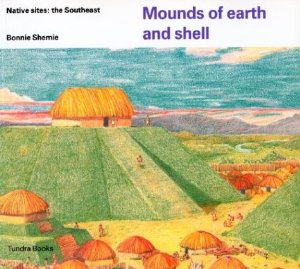 Native sites: the Southeast
Bonnie Shemie
Mounds of earth
and shell
Tundra Books